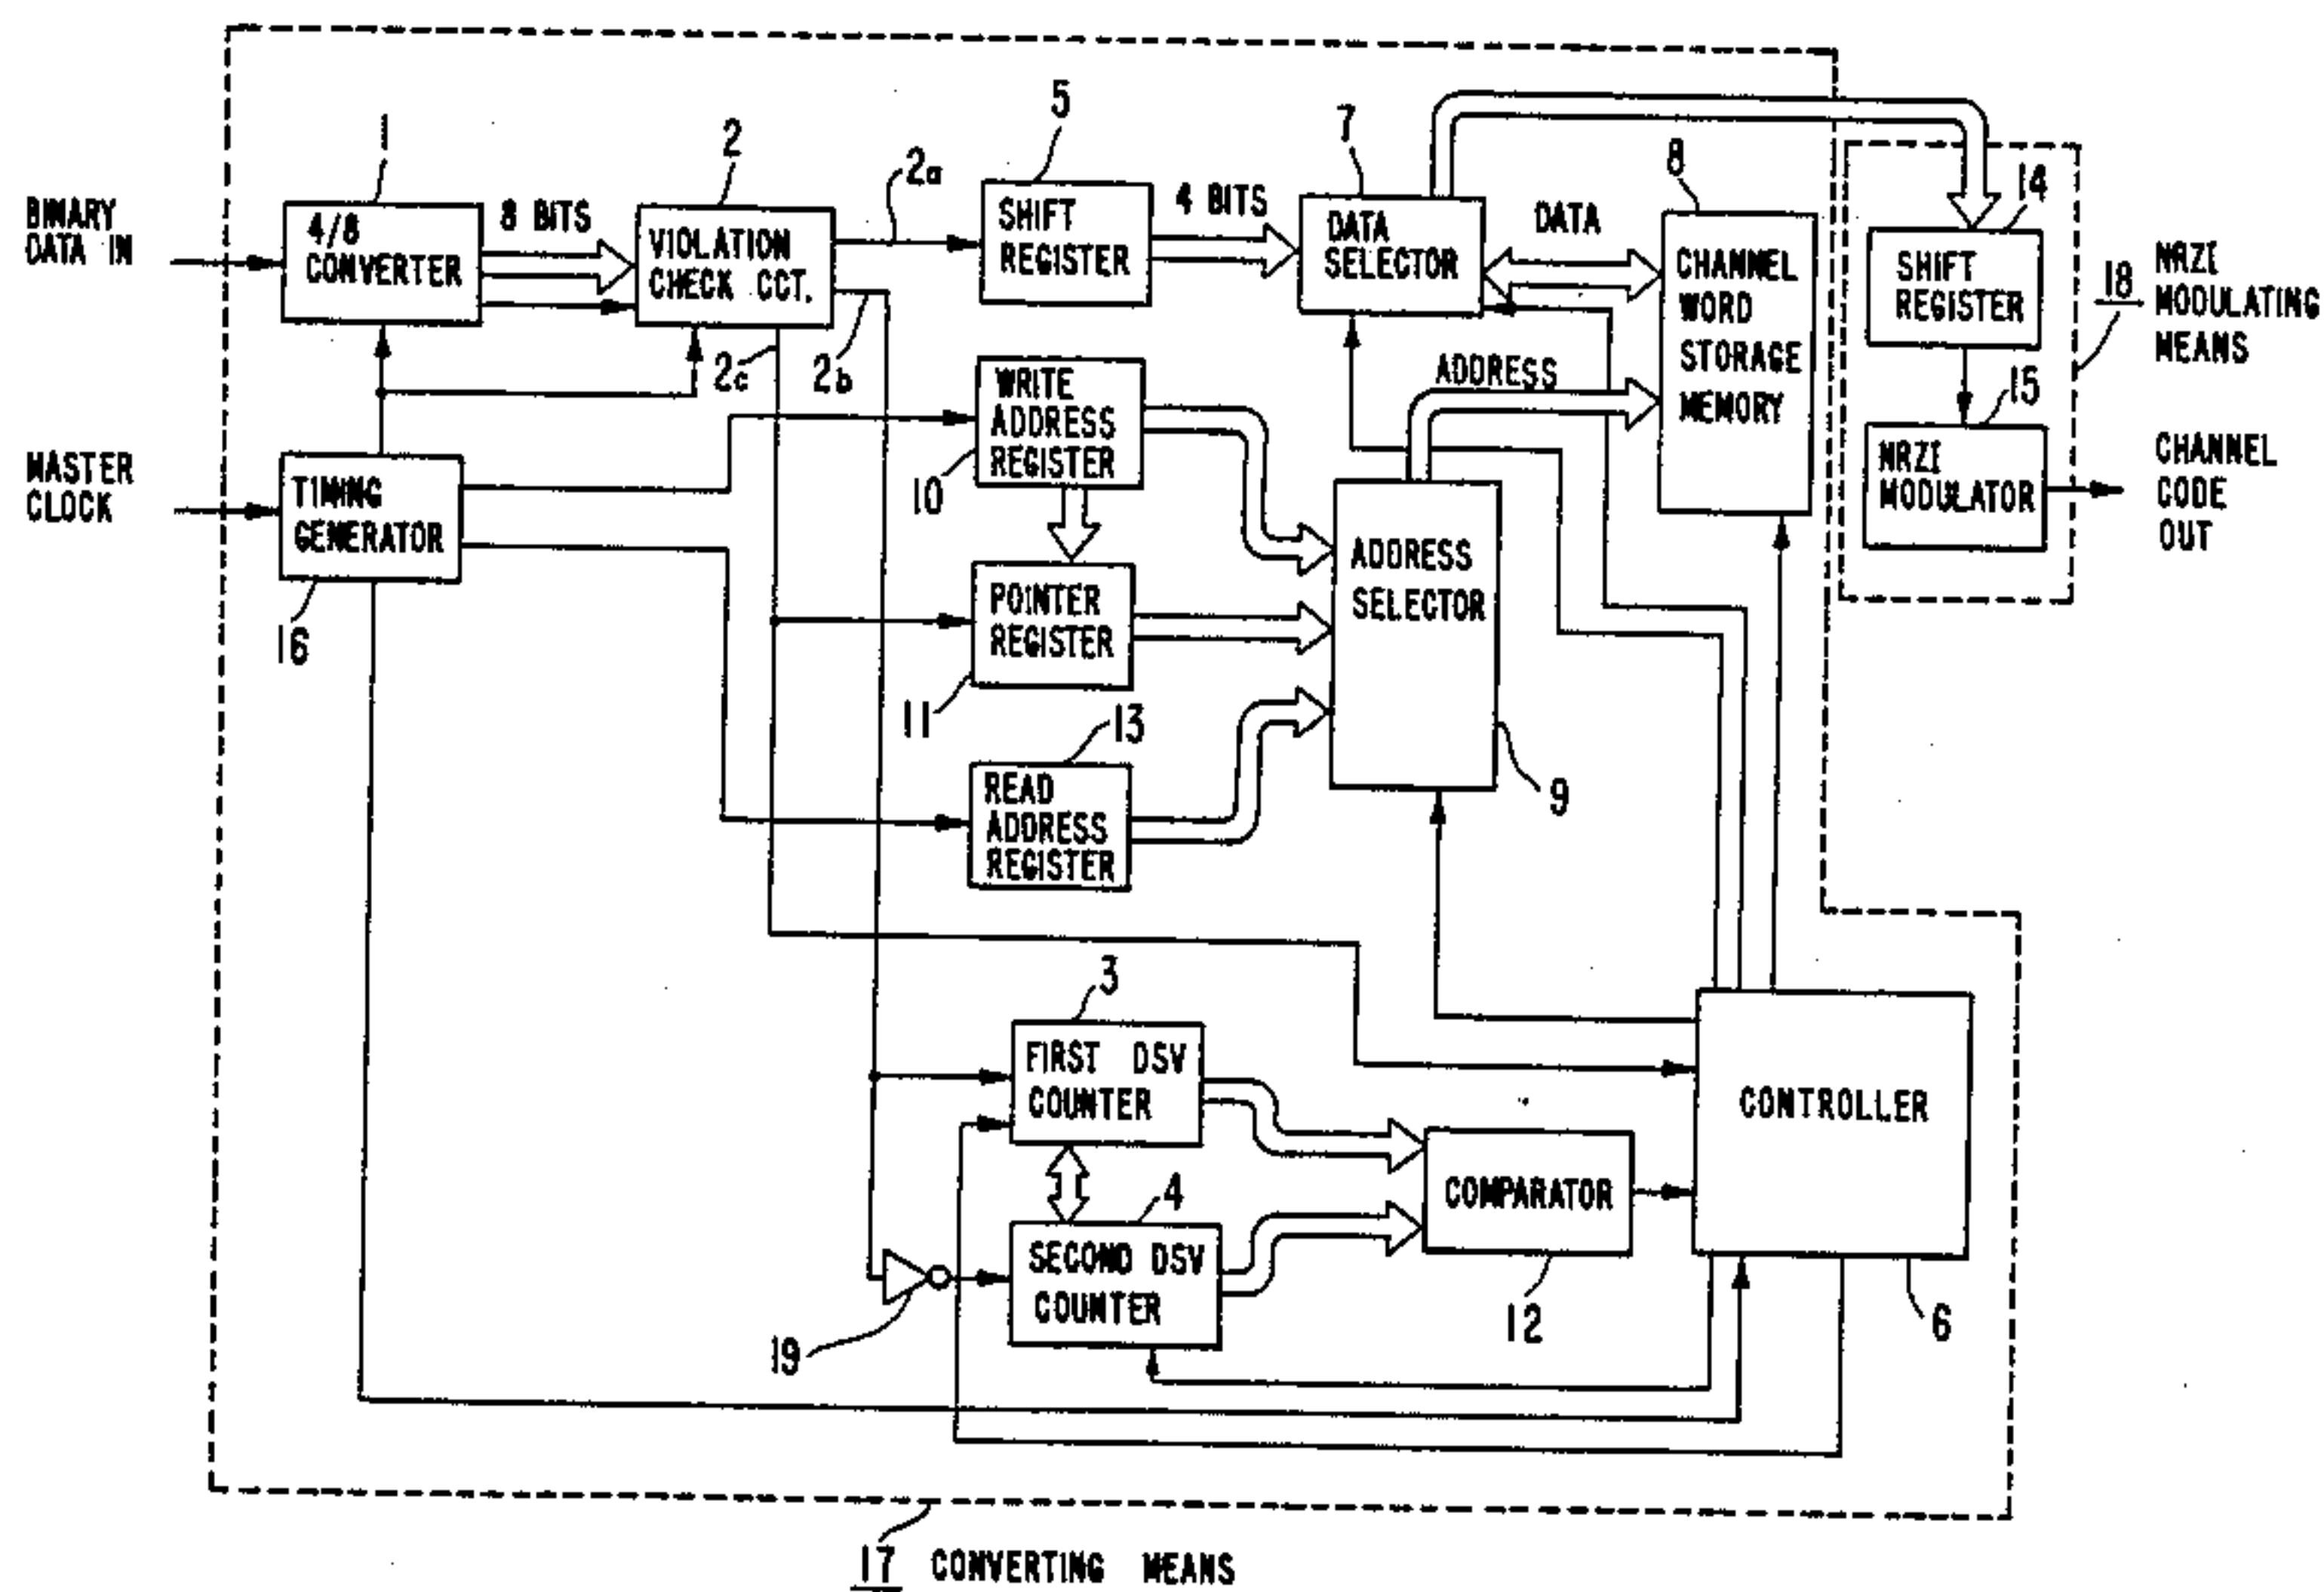 BINARY
DATA IN
1
4/8
CONVERTER
8 BITS
2
VIOLATION
CHECK CCT.
2a
2b
2c
5
SHIFT
REGISTER
4 BITS
7
DATA
SELECTOR
DATA
8
CHANNEL
WORD
STORAGE
MEMORY
14
SHIFT
REGISTER
18
NRZI
MODULATING
MEANS
15
NRZI
MODULATOR
CHANNEL
CODE
OUT
MASTER
CLOCK
TIMING
GENERATOR
16
WRITE
ADDRESS
REGISTER
10
POINTER
REGISTER
11
13
READ
ADDRESS
REGISTER
ADDRESS
ADDRESS
SELECTOR
9
3
FIRST DSV
COUNTER
4
SECOND DSV
COUNTER
19
COMPARATOR
12
CONTROLLER
6
17 CONVERTING MEANS